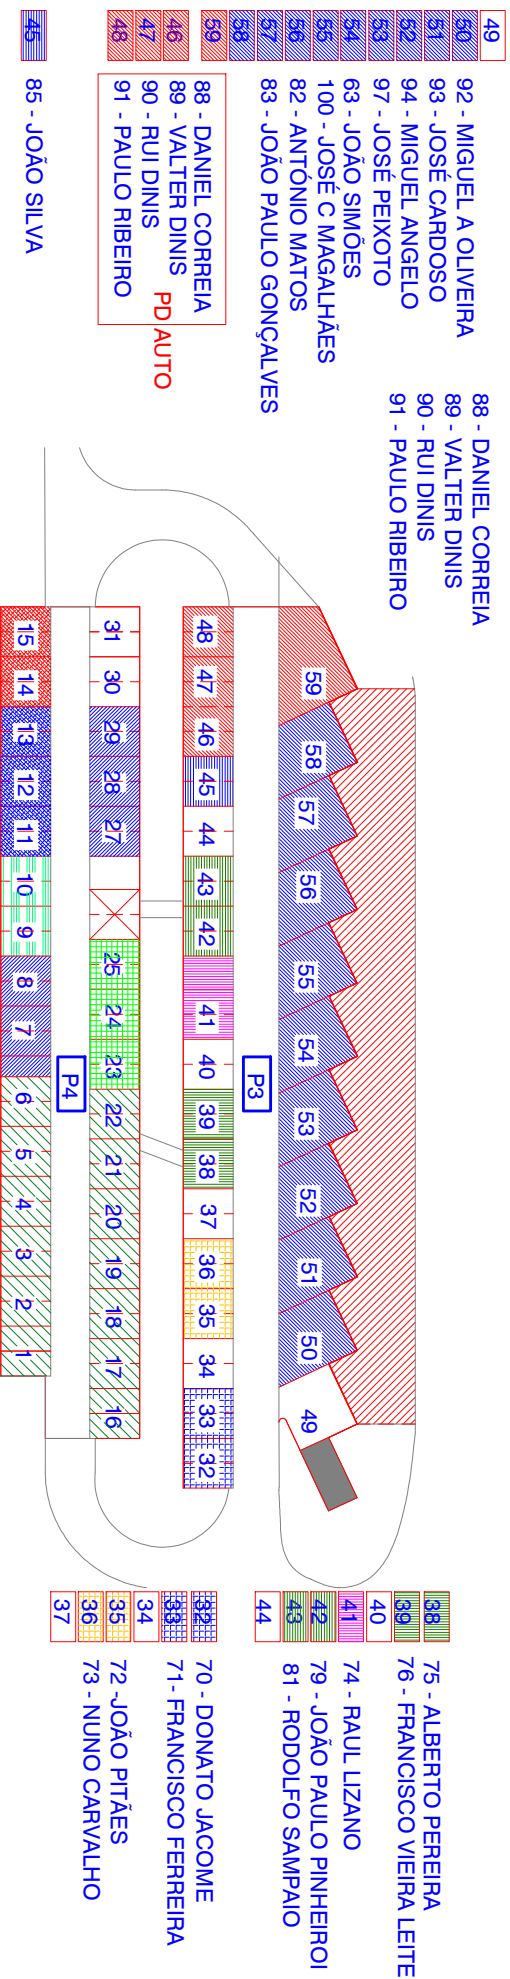 49
50
51
52
53
54
55
56
57
58
59
46
47
48
45
92 - MIGUEL A OLIVEIRA
93 - JOSÉ CARDOSO
94 - MIGUEL ANGELO
97 - JOSÉ PEIXOTO
63 - JOÃO SIMÕES
100 - JOSÉ C MAGALHÃES
82 - ANTÓNIO MATOS
83 - JOÃO PAULO GONÇALVES
88 - DANIEL CORREIA
89 - VALTER DINIS
90 - RUI DINIS
91 - PAULO RIBEIRO
PD AUTO
85 - JOÃO SILVA
88 - DANIEL CORREIA
89 - VALTER DINIS
90 - RUI DINIS
91 - PAULO RIBEIRO
59 58 57 56 55 54 53 52 51 50 49
P3
48 47 46 45 44 43 42 41 40 39 38 37 36 35 34 33 32
31 30 29 28 27 25 24 23 22 21 20 19 18 17 16
P4
15 14 13 12 11 10 9 8 7 6 5 4 3 2 1
38 75 - ALBERTO PEREIRA
39 76 - FRANCISCO VIEIRA LEITE
40
41 74 - RAUL LIZANO
42 79 - JOÃO PAULO PINHEIROI
43 81 - RODOLFO SAMPAIO
44
32 70 - DONATO JACOME
33 71- FRANCISCO FERREIRA
34
35 72 -JOÃO PITÃES
36 73 - NUNO CARVALHO
37